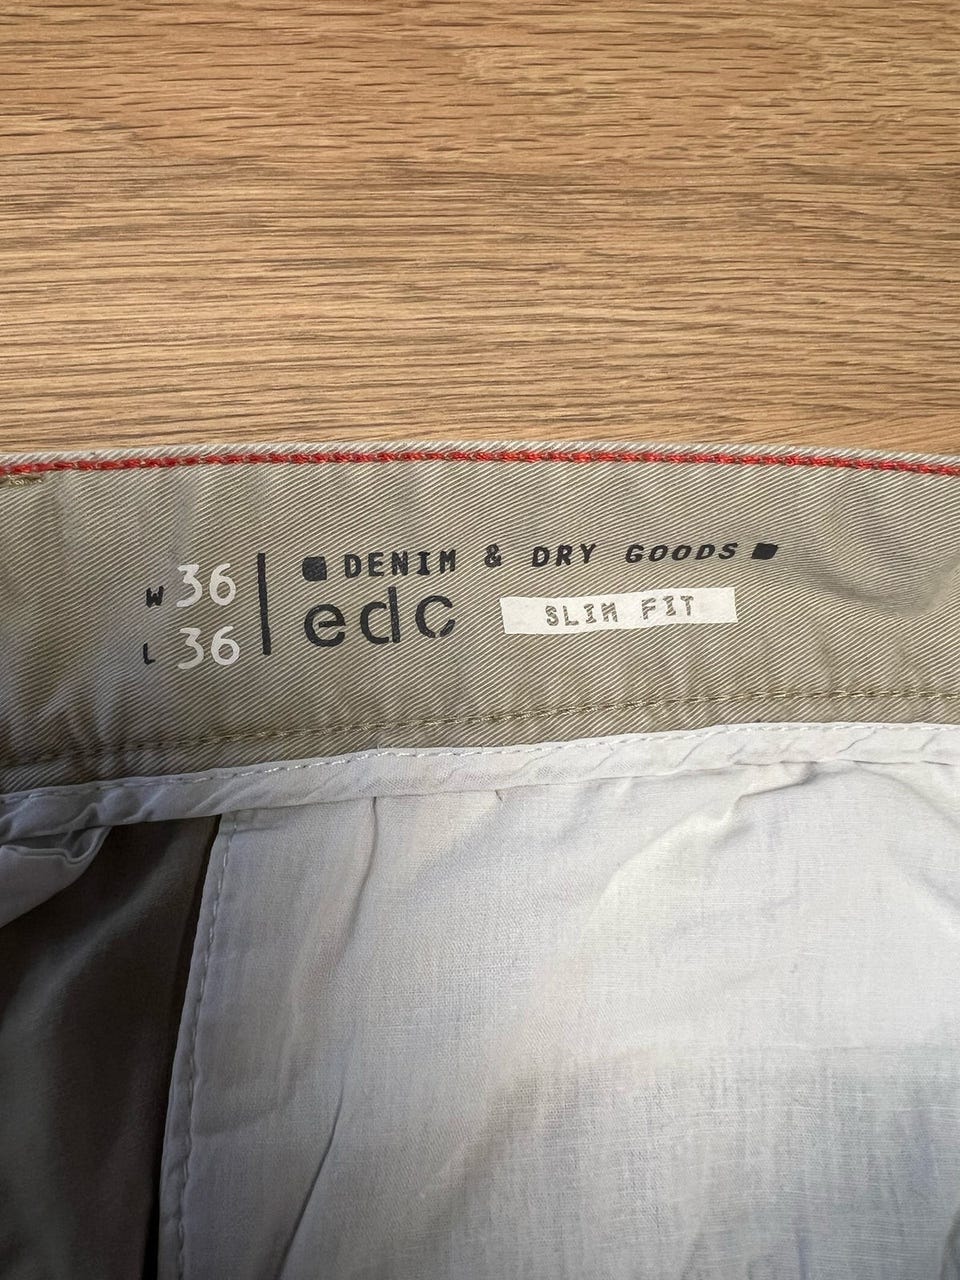 W 36
L 36
DENIM & DRY GOODS
edc SLIM FIT